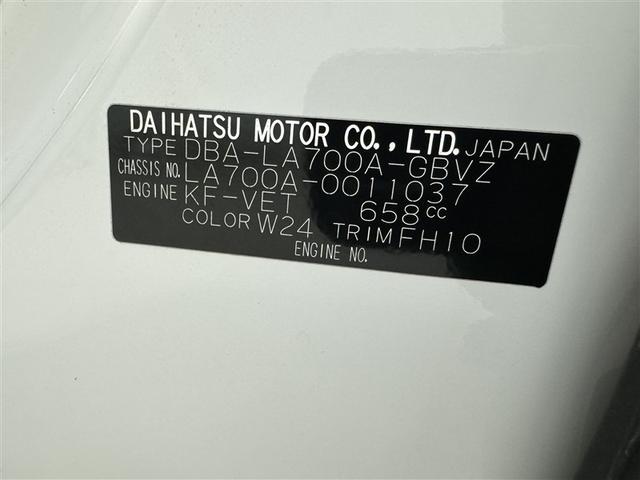 DAIHATSU MOTOR CO.,LTD. JAPAN
TYPE DBA-LA700A-GBVZ
CHASSIS NO. LA700A-0011037
ENGINE KF-VET 658cc
COLOR W24 TRIM FH10
ENGINE NO.